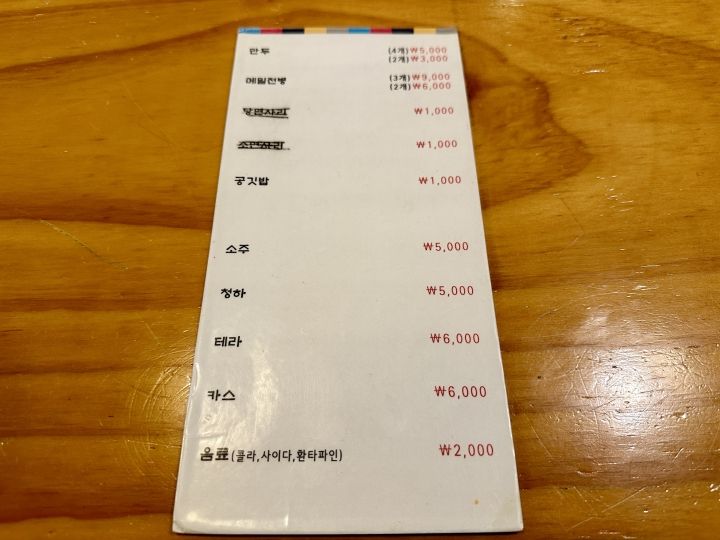 만두 (4개)₩5,000
(2개)₩3,000
메밀전병 (3개)₩9,000
(2개)₩6,000
당면사리 ₩1,000
소면사리 ₩1,000
공깃밥 ₩1,000
소주 ₩5,000
청하 ₩5,000
테라 ₩6,000
카스 ₩6,000
음료(콜라,사이다,환타파인) ₩2,000